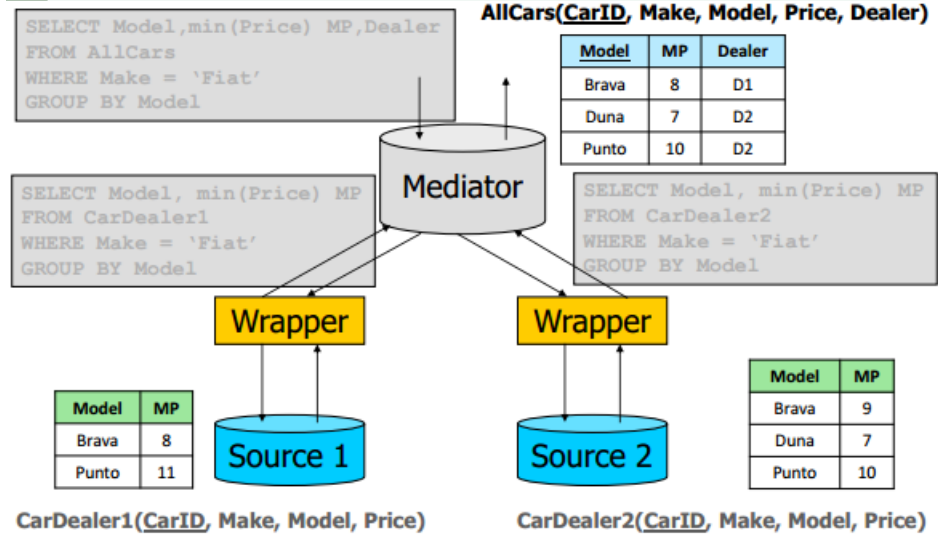 AllCars(CarID, Make, Model, Price, Dealer)
SELECT Model,min(Price) MP,Dealer
FROM AllCars
WHERE Make = ‘Fiat’
GROUP BY Model
Model MP Dealer
Brava 8 D1
Duna 7 D2
Punto 10 D2
Mediator
SELECT Model, min(Price) MP
FROM CarDealer1
WHERE Make = ‘Fiat’
GROUP BY Model
SELECT Model, min(Price) MP
FROM CarDealer2
WHERE Make = ‘Fiat’
GROUP BY Model
Wrapper
Wrapper
Model MP
Brava 8
Punto 11
Source 1
Source 2
Model MP
Brava 9
Duna 7
Punto 10
CarDealer1(CarID, Make, Model, Price)
CarDealer2(CarID, Make, Model, Price)